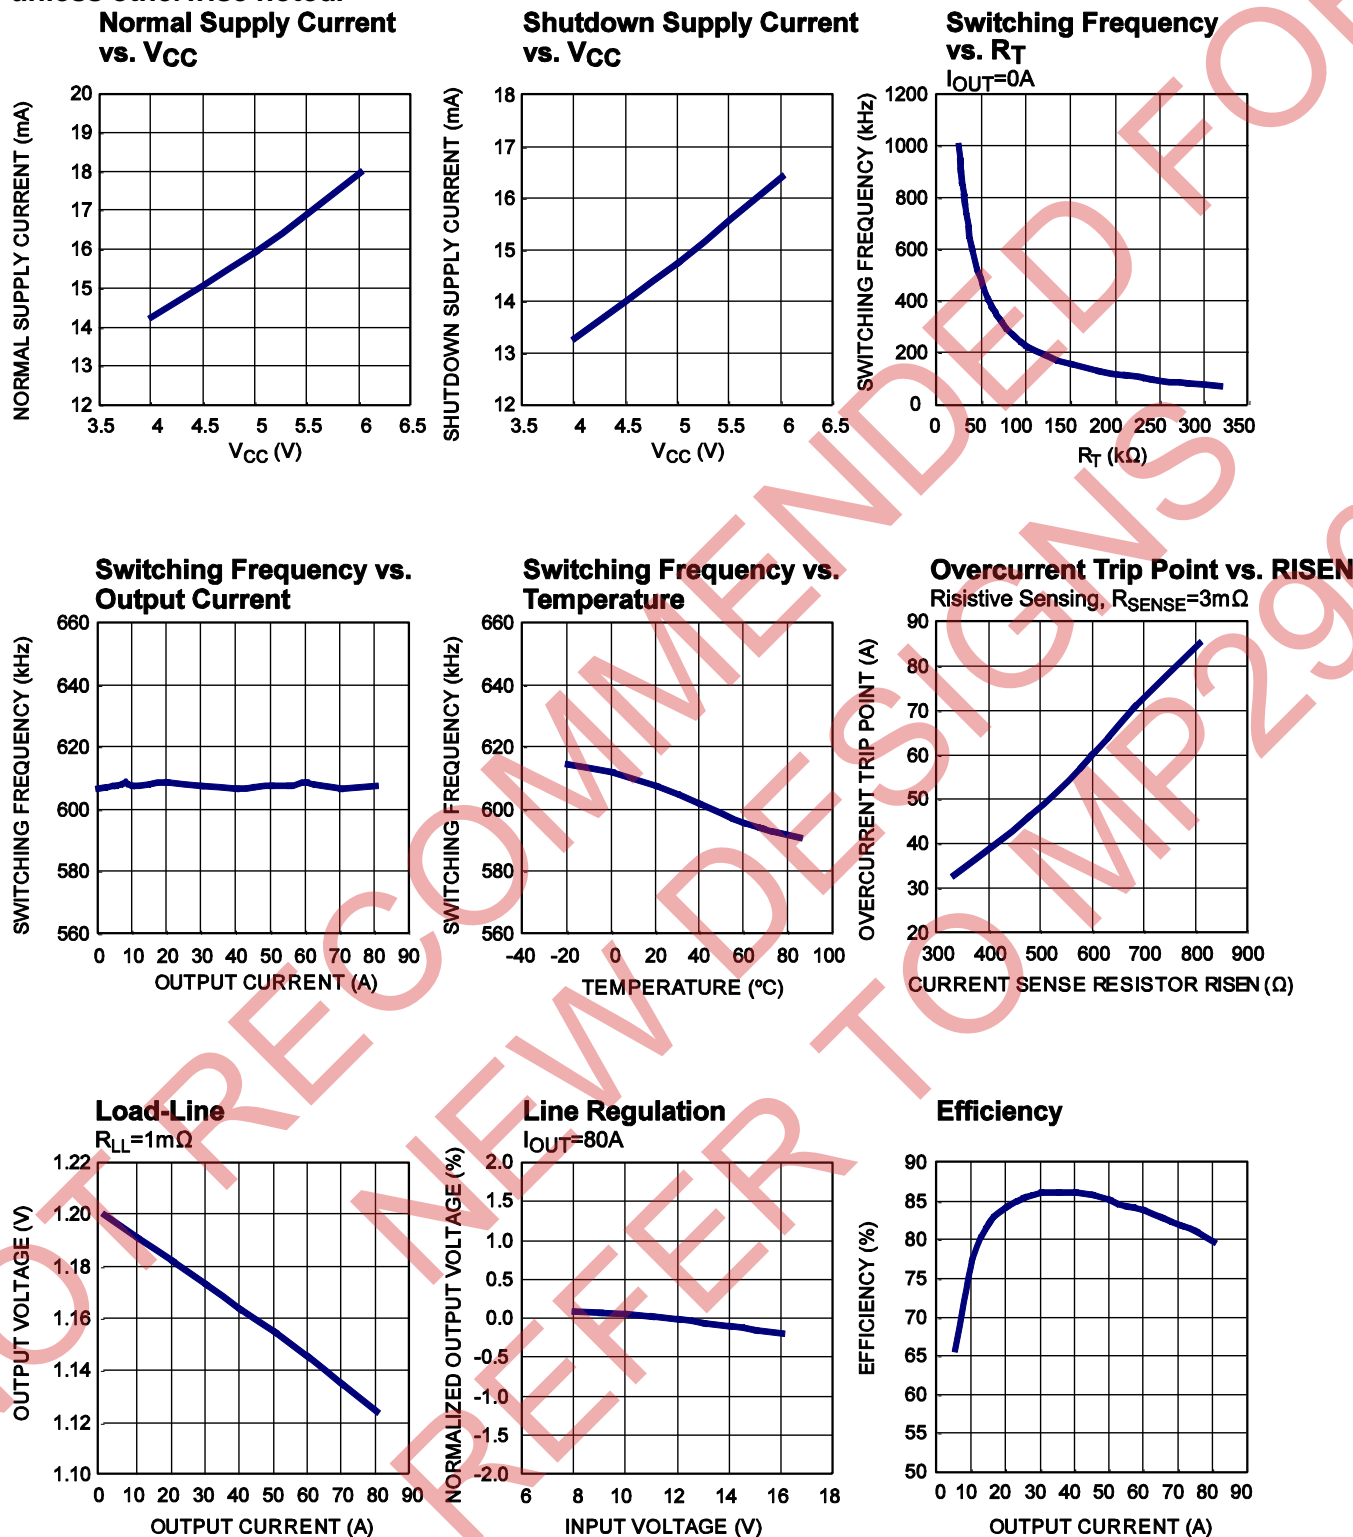 unless otherwise noted.
Normal Supply Current
vs. VCC
NORMAL SUPPLY CURRENT (mA)
20
19
18
17
16
15
14
13
12
3.5 4 4.5 5 5.5 6 6.5
VCC (V)
Shutdown Supply Current
vs. VCC
SHUTDOWN SUPPLY CURRENT (mA)
18
17
16
15
14
13
12
3.5 4 4.5 5 5.5 6 6.5
VCC (V)
Switching Frequency
vs. RT
IOUT=0A
SWITCHING FREQUENCY (kHz)
1200
1000
800
600
400
200
0
0 50 100 150 200 250 300 350
RT (kΩ)
Switching Frequency vs.
Output Current
SWITCHING FREQUENCY (kHz)
660
640
620
600
580
560
0 10 20 30 40 50 60 70 80 90
OUTPUT CURRENT (A)
Switching Frequency vs.
Temperature
SWITCHING FREQUENCY (kHz)
660
640
620
600
580
560
-40 -20 0 20 40 60 80 100
TEMPERATURE (ºC)
Overcurrent Trip Point vs. RISEN
Risistive Sensing, RSENSE=3mΩ
OVERCURRENT TRIP POINT (A)
90
80
70
60
50
40
30
20
300 400 500 600 700 800 900
CURRENT SENSE RESISTOR RISEN (Ω)
Load-Line
RLL=1mΩ
OUTPUT VOLTAGE (V)
1.22
1.20
1.18
1.16
1.14
1.12
1.10
0 10 20 30 40 50 60 70 80 90
OUTPUT CURRENT (A)
Line Regulation
IOUT=80A
NORMALIZED OUTPUT VOLTAGE (%)
2.0
1.5
1.0
0.5
0.0
-0.5
-1.0
-1.5
-2.0
6 8 10 12 14 16 18
INPUT VOLTAGE (V)
Efficiency
EFFICIENCY (%)
90
85
80
75
70
65
60
55
50
0 10 20 30 40 50 60 70 80 90
OUTPUT CURRENT (A)
NOT RECOMMENDED FOR
NEW DESIGNS
REFER TO MP29